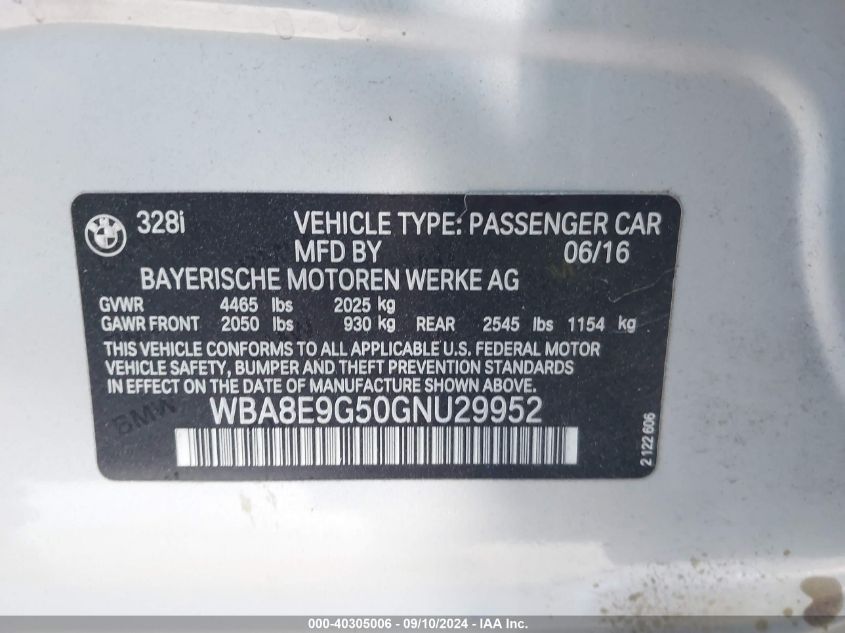 328i VEHICLE TYPE: PASSENGER CAR
MFD BY 06/16
BAYERISCHE MOTOREN WERKE AG
GVWR 4465 lbs 2025 kg
GAWR FRONT 2050 lbs 930 kg REAR 2545 lbs 1154 kg
THIS VEHICLE CONFORMS TO ALL APPLICABLE U.S. FEDERAL MOTOR
VEHICLE SAFETY, BUMPER AND THEFT PREVENTION STANDARDS
IN EFFECT ON THE DATE OF MANUFACTURE SHOWN ABOVE.
WBA8E9G50GNU29952
BMW
2 122 606
000-40305006 - 09/10/2024 - IAA Inc.